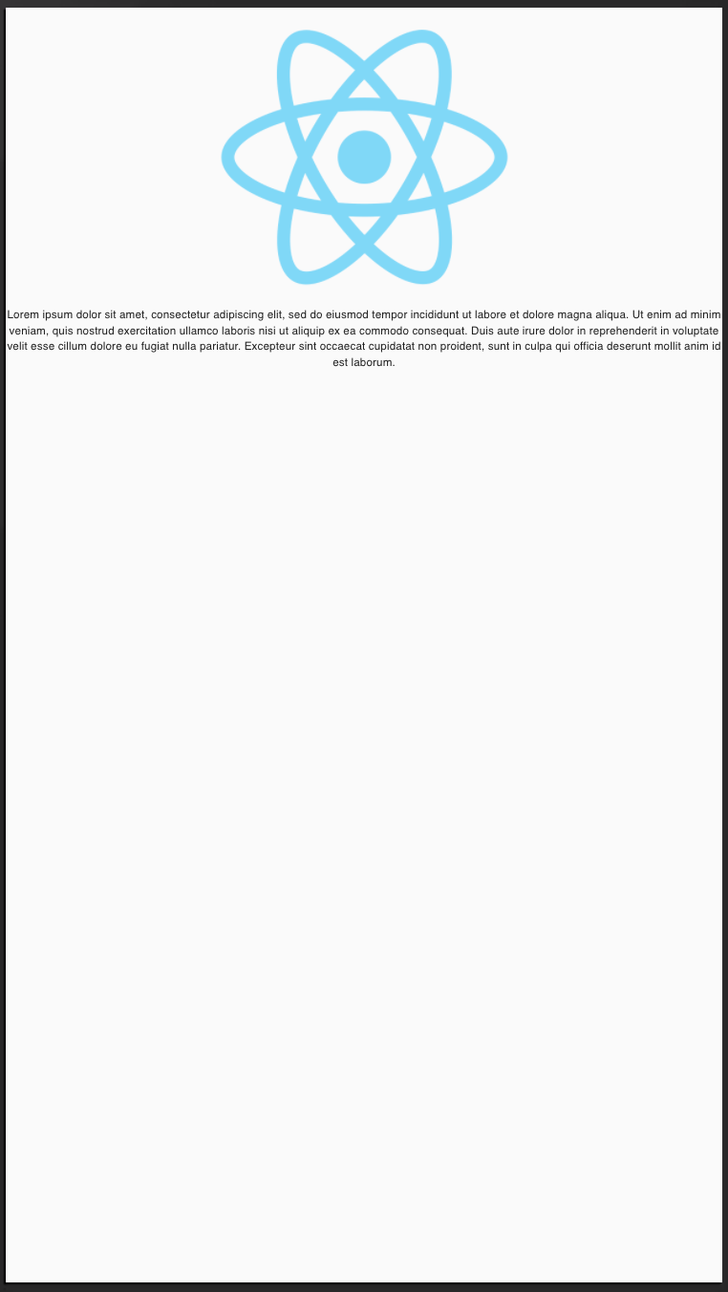 Lorem ipsum dolor sit amet, consectetur adipiscing elit, sed do eiusmod tempor incididunt ut labore et dolore magna aliqua. Ut enim ad minim
veniam, quis nostrud exercitation ullamco laboris nisi ut aliquip ex ea commodo consequat. Duis aute irure dolor in reprehenderit in voluptate
velit esse cillum dolore eu fugiat nulla pariatur. Excepteur sint occaecat cupidatat non proident, sunt in culpa qui officia deserunt mollit anim id
est laborum.